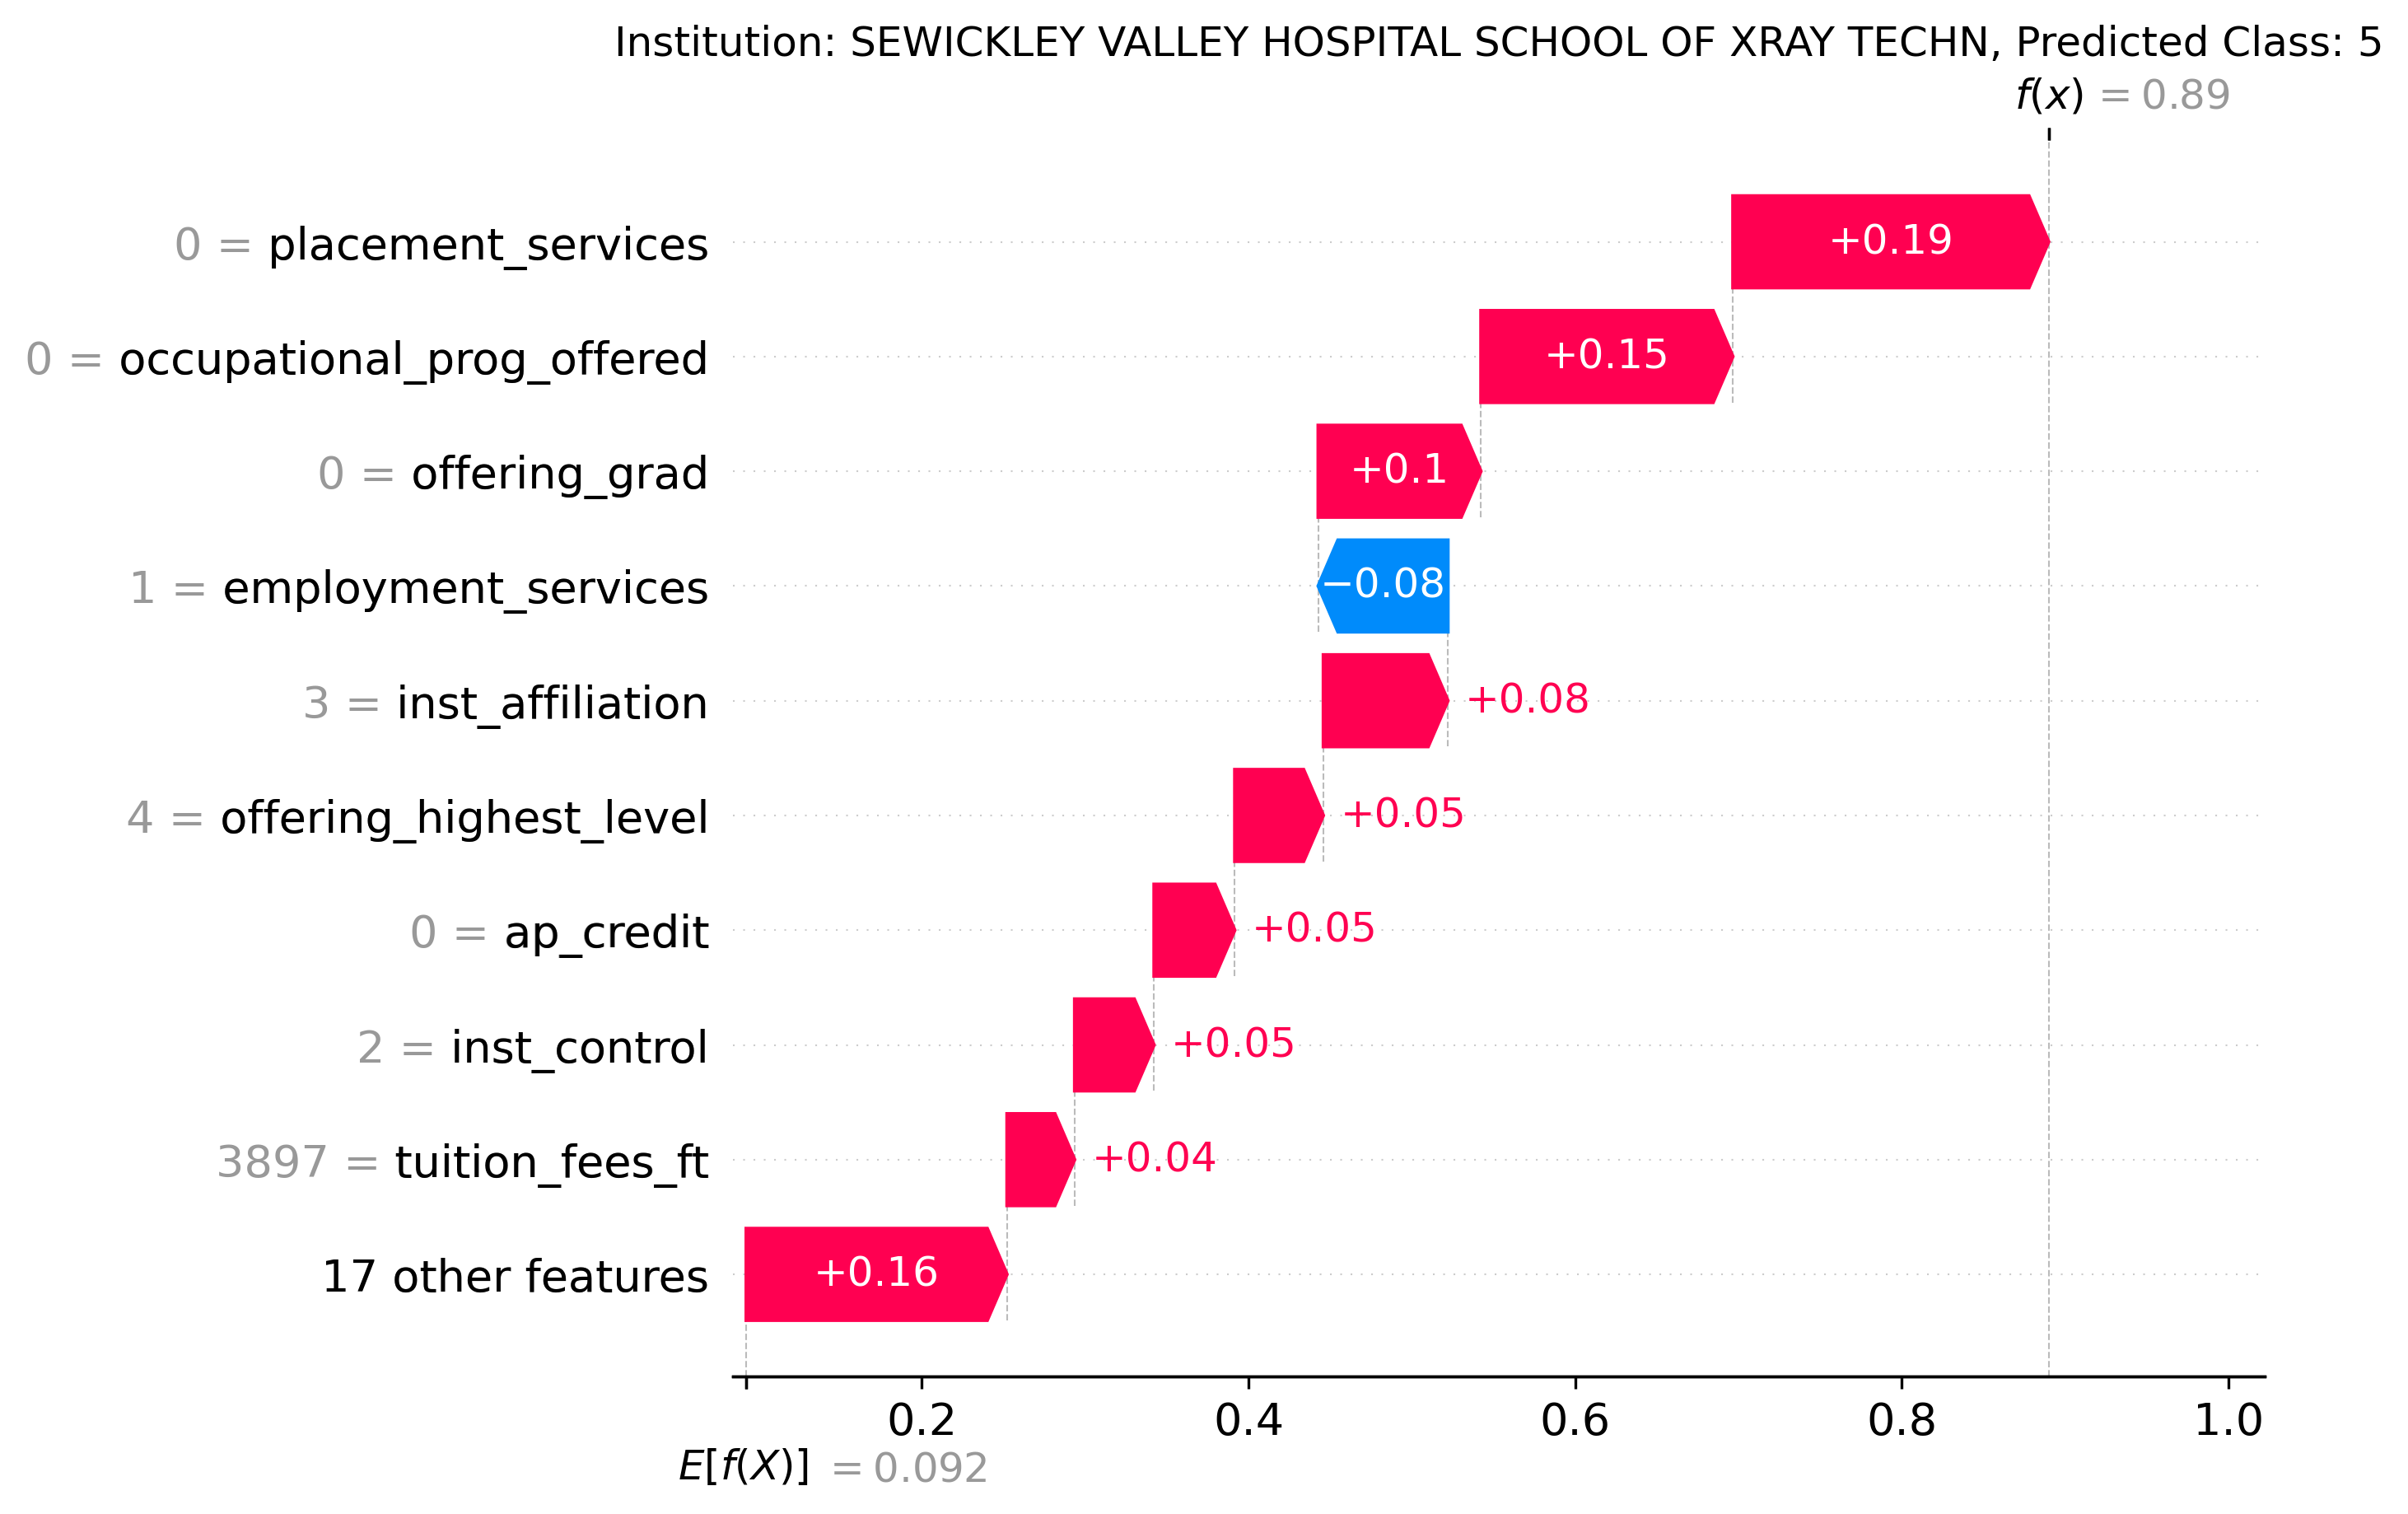 Institution: SEWICKLEY VALLEY HOSPITAL SCHOOL OF XRAY TECHN, Predicted Class: 5
f(x) = 0.89
0 = placement_services +0.19
0 = occupational_prog_offered +0.15
0 = offering_grad +0.1
1 = employment_services −0.08
3 = inst_affiliation +0.08
4 = offering_highest_level +0.05
0 = ap_credit +0.05
2 = inst_control +0.05
3897 = tuition_fees_ft +0.04
17 other features +0.16
0.2 0.4 0.6 0.8 1.0
E[f(X)] = 0.092